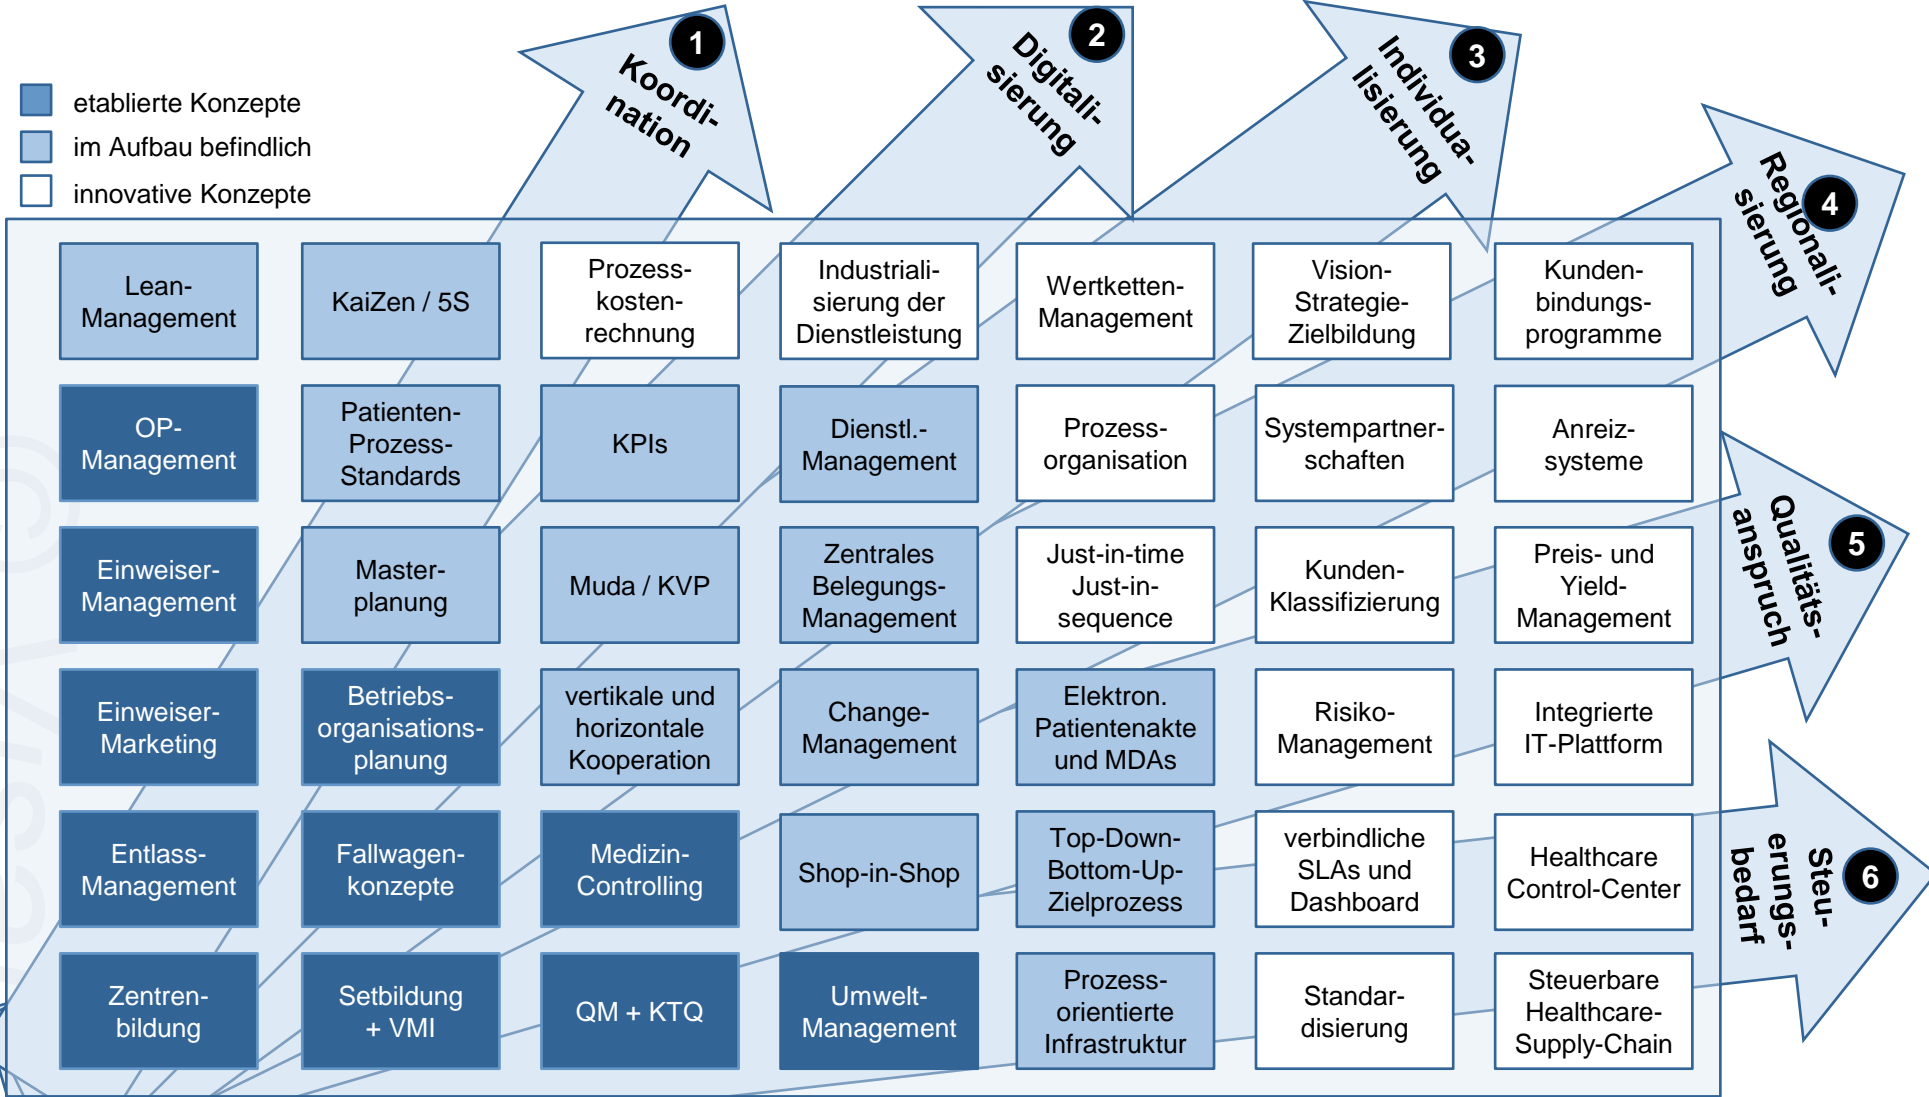 1
Koordi-
nation
2
Digitali-
sierung
3
Individua-
lisierung
4
Regionali-
sierung
etablierte Konzepte
im Aufbau befindlich
innovative Konzepte
Lean-
Management
KaiZen / 5S
Prozess-
kosten-
rechnung
Industriali-
sierung der
Dienstleistung
Wertketten-
Management
Vision-
Strategie-
Zielbildung
Kunden-
bindungs-
programme
OP-
Management
Patienten-
Prozess-
Standards
KPIs
Dienstl.-
Management
Prozess-
organisation
Systempartner-
schaften
Anreiz-
systeme
5
Qualitäts-
anspruch
Einweiser-
Management
Master-
planung
Muda / KVP
Zentrales
Belegungs-
Management
Just-in-time
Just-in-
sequence
Kunden-
Klassifizierung
Preis- und
Yield-
Management
Einweiser-
Marketing
Betriebs-
organisations-
planung
vertikale und
horizontale
Kooperation
Change-
Management
Elektron.
Patientenakte
und MDAs
Risiko-
Management
Integrierte
IT-Plattform
Entlass-
Management
Fallwagen-
konzepte
Medizin-
Controlling
Shop-in-Shop
Top-Down-
Bottom-Up-
Zielprozess
verbindliche
SLAs und
Dashboard
Healthcare
Control-Center
6
Steu-
erungs-
bedarf
Zentren-
bildung
Setbildung
+ VMI
QM + KTQ
Umwelt-
Management
Prozess-
orientierte
Infrastruktur
Standar-
disierung
Steuerbare
Healthcare-
Supply-Chain